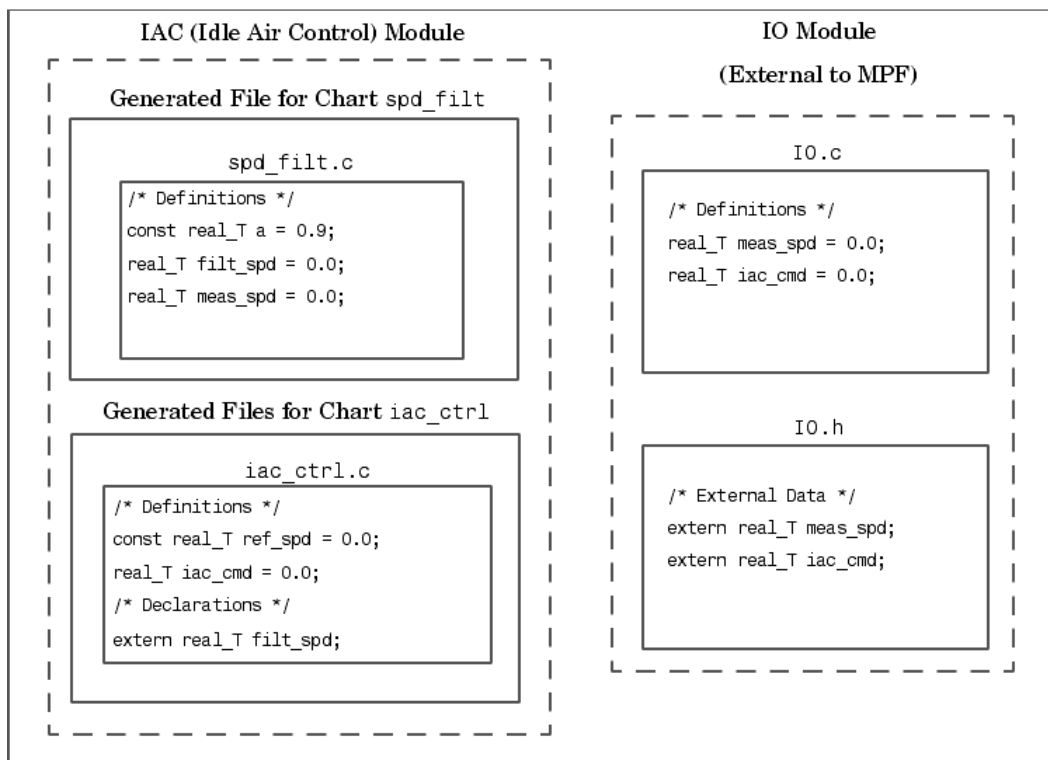 IAC (Idle Air Control) Module
Generated File for Chart spd_filt
spd_filt.c
/* Definitions */
const real_T a = 0.9;
real_T filt_spd = 0.0;
real_T meas_spd = 0.0;
Generated Files for Chart iac_ctrl
iac_ctrl.c
/* Definitions */
const real_T ref_spd = 0.0;
real_T iac_cmd = 0.0;
/* Declarations */
extern real_T filt_spd;
IO Module
(External to MPF)
IO.c
/* Definitions */
real_T meas_spd = 0.0;
real_T iac_cmd = 0.0;
IO.h
/* External Data */
extern real_T meas_spd;
extern real_T iac_cmd;